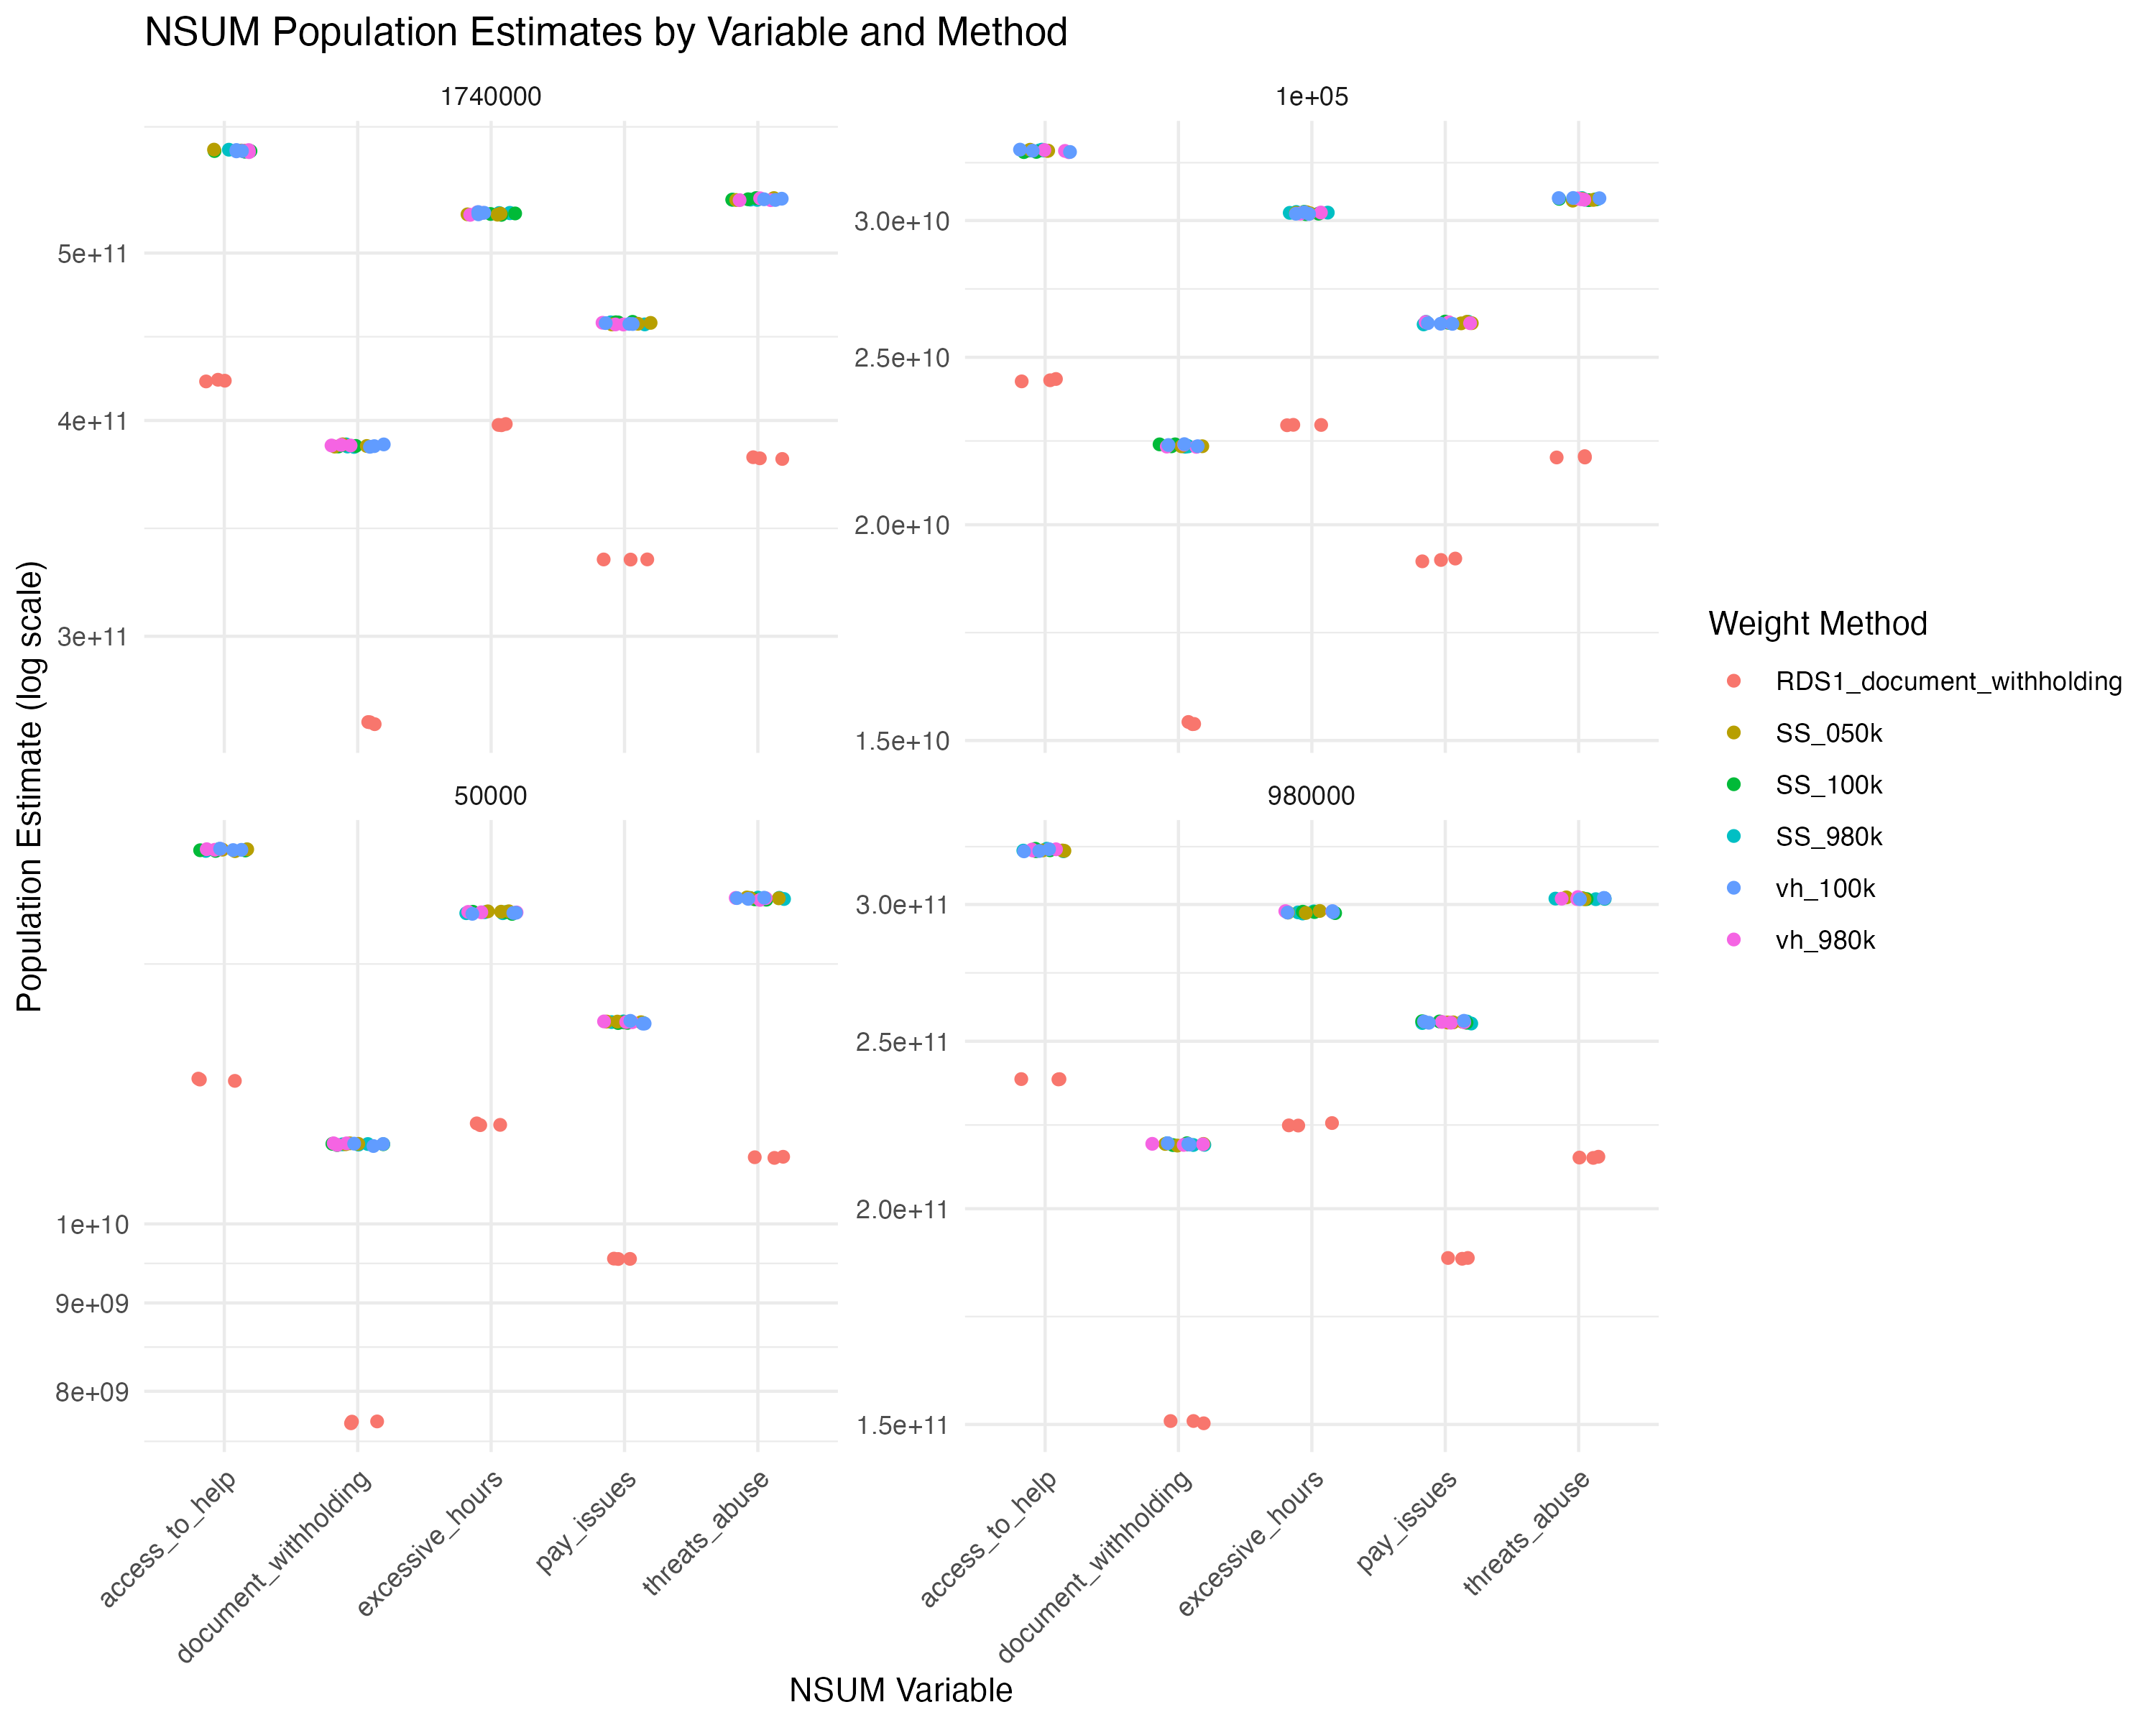 NSUM Population Estimates by Variable and Method
1740000
1e+05
5e+11
4e+11
3e+11
3.0e+10
2.5e+10
2.0e+10
1.5e+10
50000
980000
1e+10
9e+09
8e+09
3.0e+11
2.5e+11
2.0e+11
1.5e+11
Population Estimate (log scale)
access_to_help
document_withholding
excessive_hours
pay_issues
threats_abuse
access_to_help
document_withholding
excessive_hours
pay_issues
threats_abuse
NSUM Variable
Weight Method
RDS1_document_withholding
SS_050k
SS_100k
SS_980k
vh_100k
vh_980k